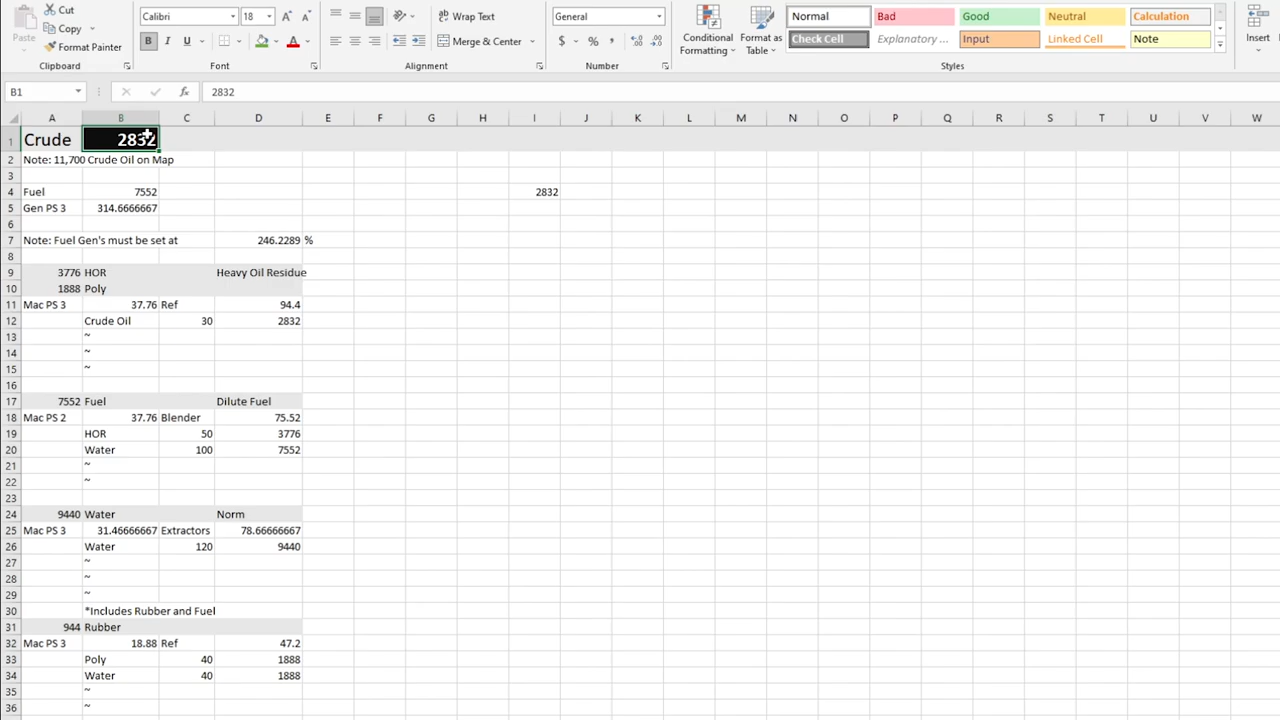 Cut
Copy
Paste
Format Painter
Clipboard
Calibri 18 A A
B I U A
Font
Wrap Text
Merge & Center
Alignment
General
$ % ,
Number
Conditional Formatting
Format as Table
Normal Bad Good Neutral Calculation
Check Cell Explanatory ... Input Linked Cell Note
Styles
Insert
B1 fx 2832
A B C D E F G H I J K L M N O P Q R S T U V W
1 Crude 2832
2 Note: 11,700 Crude Oil on Map
3
4 Fuel 7552 2832
5 Gen PS 3 314.6666667
6
7 Note: Fuel Gen's must be set at 246.2289 %
8
9 3776 HOR Heavy Oil Residue
10 1888 Poly
11 Mac PS 3 37.76 Ref 94.4
12 Crude Oil 30 2832
13 ~
14 ~
15 ~
16
17 7552 Fuel Dilute Fuel
18 Mac PS 2 37.76 Blender 75.52
19 HOR 50 3776
20 Water 100 7552
21 ~
22 ~
23
24 9440 Water Norm
25 Mac PS 3 31.46666667 Extractors 78.66666667
26 Water 120 9440
27 ~
28 ~
29 ~
30 *Includes Rubber and Fuel
31 944 Rubber
32 Mac PS 3 18.88 Ref 47.2
33 Poly 40 1888
34 Water 40 1888
35 ~
36 ~